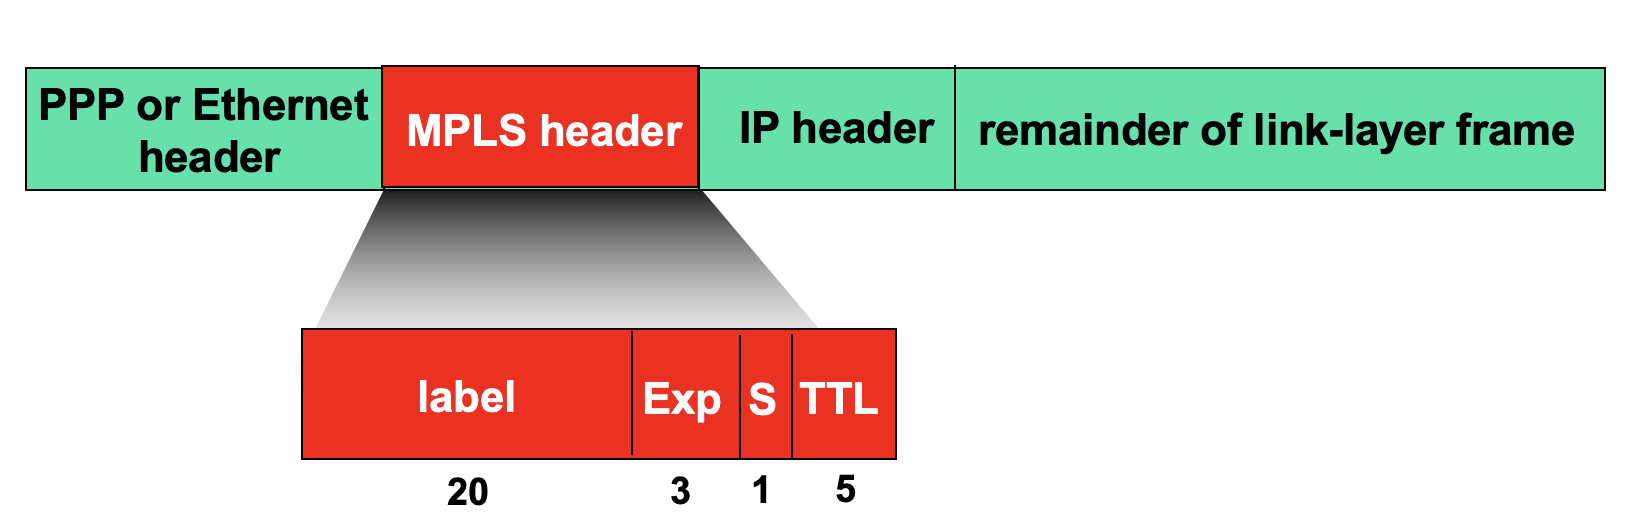 PPP or Ethernet
header
MPLS header
IP header
remainder of link-layer frame
label
Exp
S
TTL
20
3
1
5